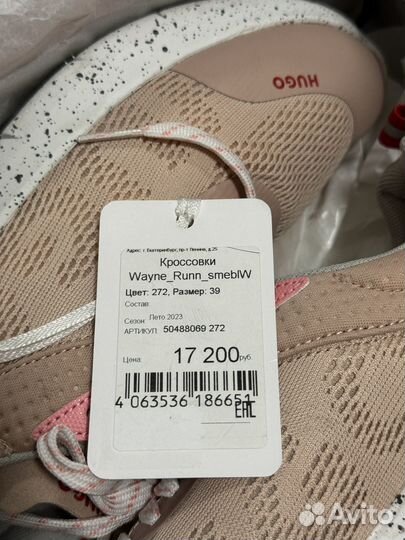 HUGO
Адрес: г. Екатеринбург, пр-т Ленина, д.25
Кроссовки
Wayne_Runn_smeblW
Цвет: 272, Размер: 39
Состав
Сезон Лето 2023
АРТИКУЛ 50488069 272
Цена: 17 200руб.
4 063536 186651
EAC
HUGO
Avito